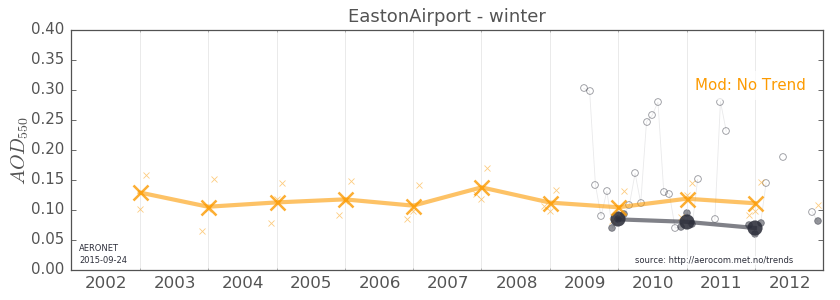 EastonAirport - winter
0.40
0.35
0.30
0.25
0.20
0.15
0.10
0.05
0.00
AOD550
Mod: No Trend
AERONET
2015-09-24
source: http://aerocom.met.no/trends
2002 2003 2004 2005 2006 2007 2008 2009 2010 2011 2012